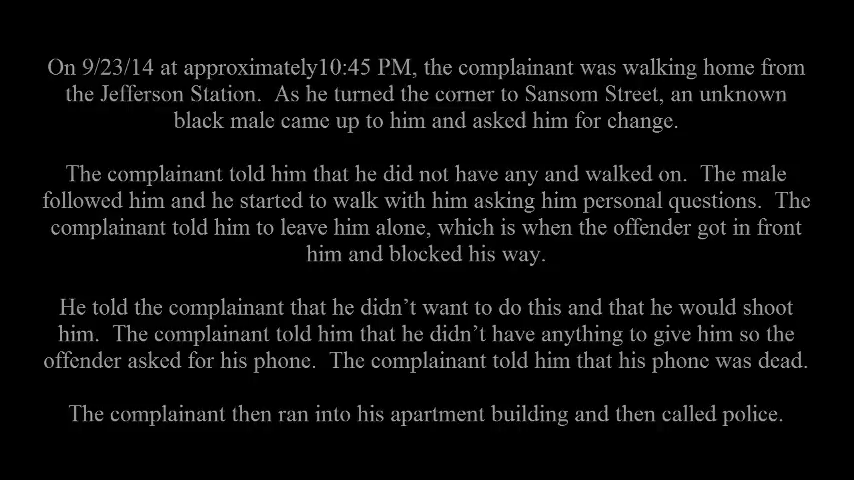 On 9/23/14 at approximately10:45 PM, the complainant was walking home from
the Jefferson Station.  As he turned the corner to Sansom Street, an unknown
black male came up to him and asked him for change.
The complainant told him that he did not have any and walked on.  The male
followed him and he started to walk with him asking him personal questions.  The
complainant told him to leave him alone, which is when the offender got in front
him and blocked his way.
He told the complainant that he didn’t want to do this and that he would shoot
him.  The complainant told him that he didn’t have anything to give him so the
offender asked for his phone.  The complainant told him that his phone was dead.
The complainant then ran into his apartment building and then called police.